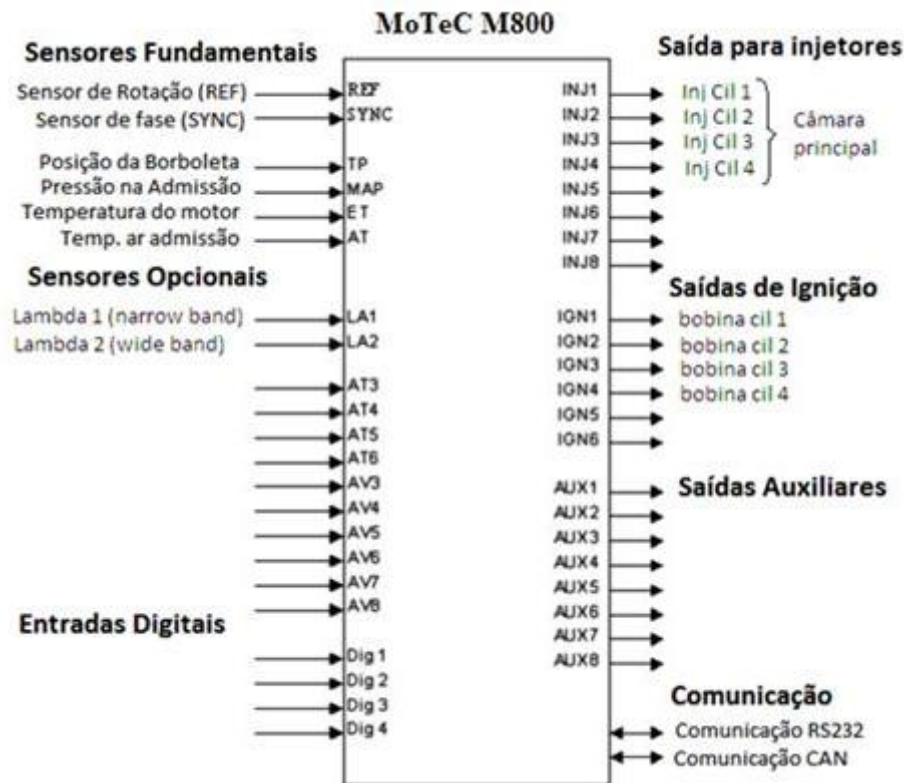 MoTeC M800
Sensores Fundamentais
Sensor de Rotação (REF)
Sensor de fase (SYNC)
Posição da Borboleta
Pressão na Admissão
Temperatura do motor
Temp. ar admissão
Sensores Opcionais
Lambda 1 (narrow band)
Lambda 2 (wide band)
Entradas Digitais
REF
SYNC
TP
MAP
ET
AT
LA1
LA2
AT3
AT4
AT5
AT6
AV3
AV4
AV5
AV6
AV7
AV8
Dig 1
Dig 2
Dig 3
Dig 4
INJ1
INJ2
INJ3
INJ4
INJ5
INJ6
INJ7
INJ8
IGN1
IGN2
IGN3
IGN4
IGN5
IGN6
AUX1
AUX2
AUX3
AUX4
AUX5
AUX6
AUX7
AUX8
Saída para injetores
Inj Cil 1
Inj Cil 2
Inj Cil 3
Inj Cil 4
Câmara
principal
Saídas de Ignição
bobina cil 1
bobina cil 2
bobina cil 3
bobina cil 4
Saídas Auxiliares
Comunicação
Comunicação RS232
Comunicação CAN